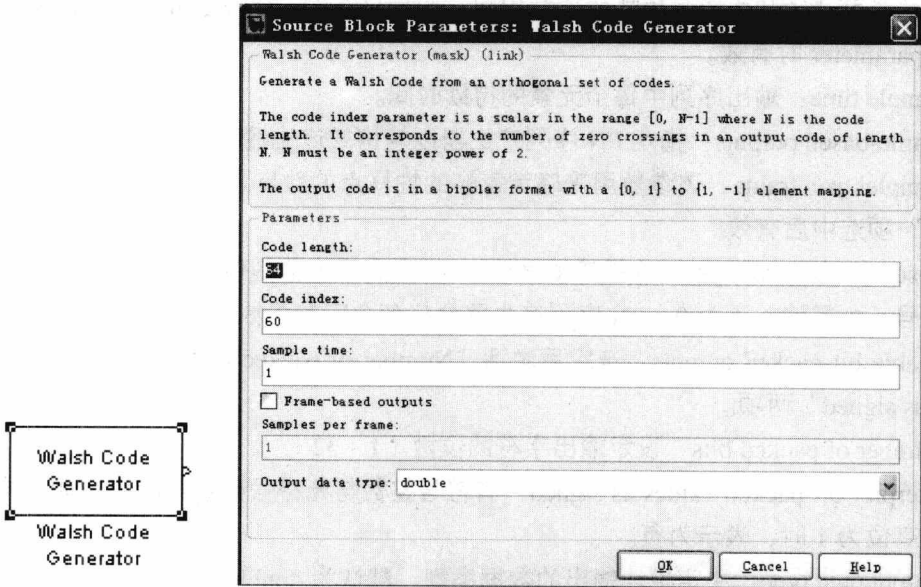 Source Block Parameters: Walsh Code Generator
Walsh Code Generator (mask) (link)
Generate a Walsh Code from an orthogonal set of codes.
The code index parameter is a scalar in the range [0, N-1] where N is the code
length. It corresponds to the number of zero crossings in an output code of length
N. N must be an integer power of 2.
The output code is in a bipolar format with a {0, 1} to {1, -1} element mapping.
Parameters
Code length:
64
Code index:
60
Sample time:
1
Frame-based outputs
Samples per frame:
1
Output data type: double
OK Cancel Help
Walsh Code
Generator
Walsh Code
Generator